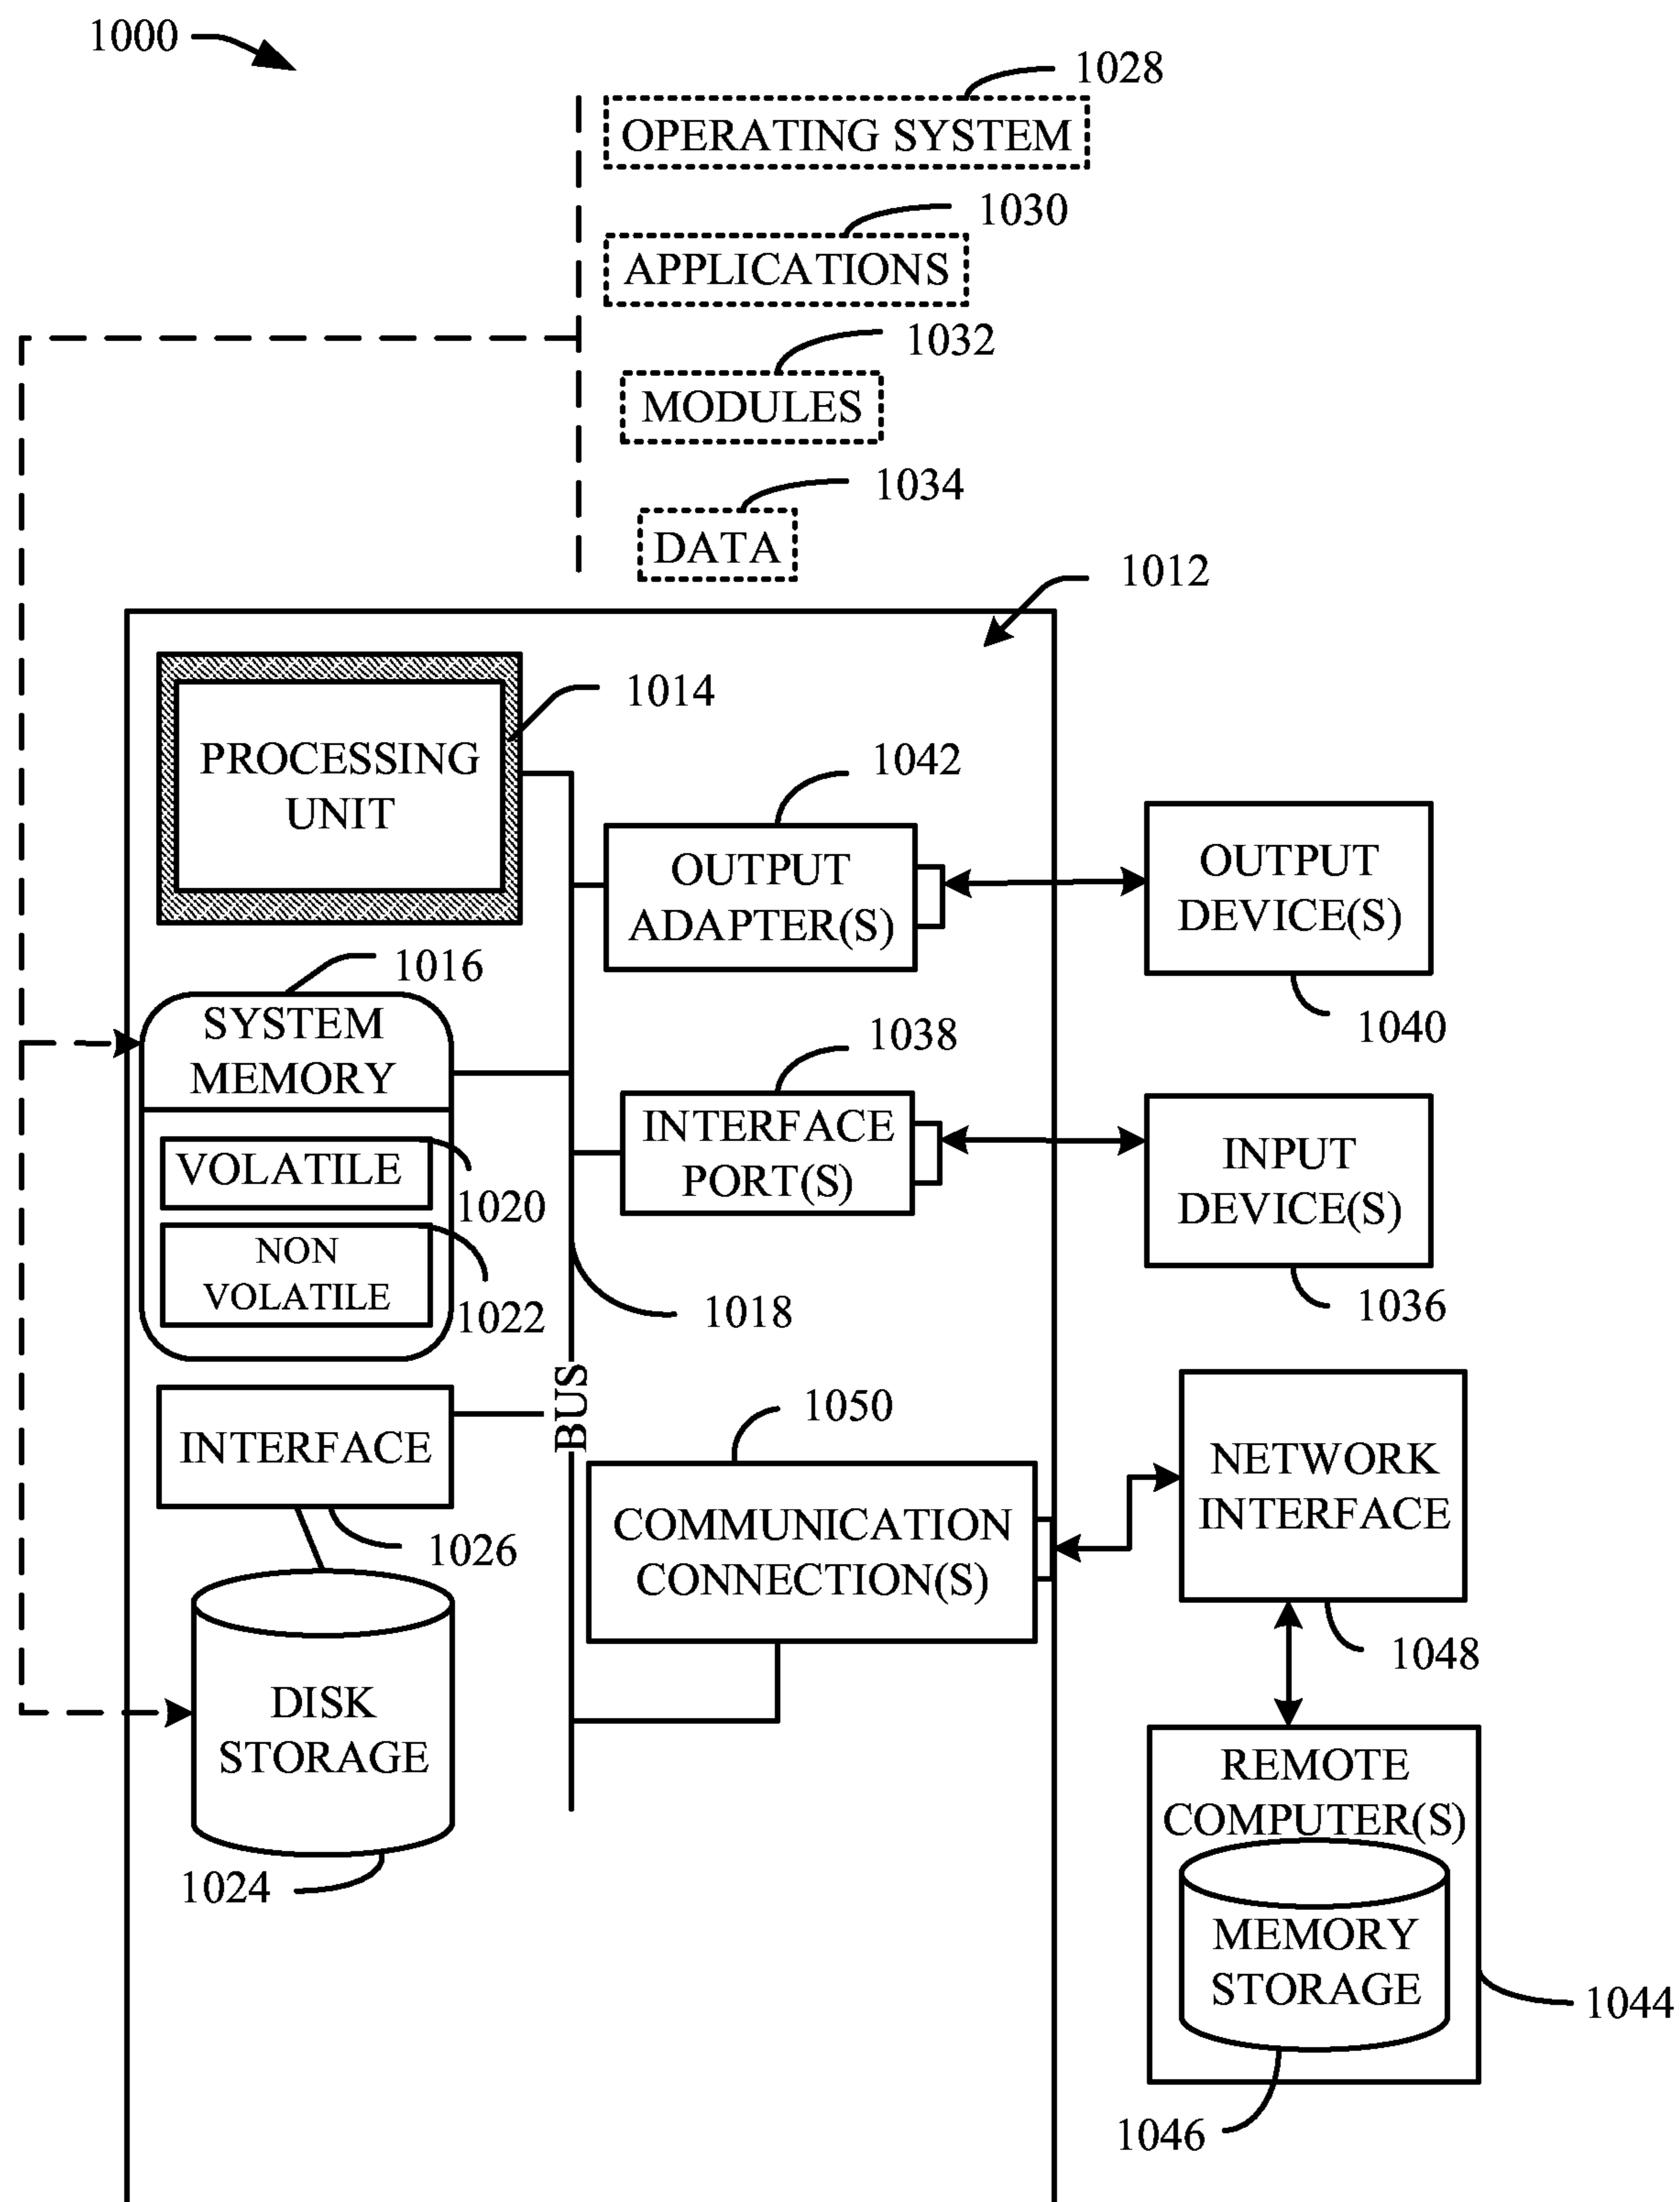 1000
1028
OPERATING SYSTEM
1030
APPLICATIONS
1032
MODULES
1034
DATA
1012
1014
PROCESSING
UNIT
1042
OUTPUT
ADAPTER(S)
OUTPUT
DEVICE(S)
1040
1016
SYSTEM
MEMORY
1038
INTERFACE
PORT(S)
INPUT
DEVICE(S)
1036
VOLATILE
1020
NON
VOLATILE
1022
1018
BUS
INTERFACE
1026
1050
COMMUNICATION
CONNECTION(S)
NETWORK
INTERFACE
1048
DISK
STORAGE
1024
REMOTE
COMPUTER(S)
MEMORY
STORAGE
1044
1046